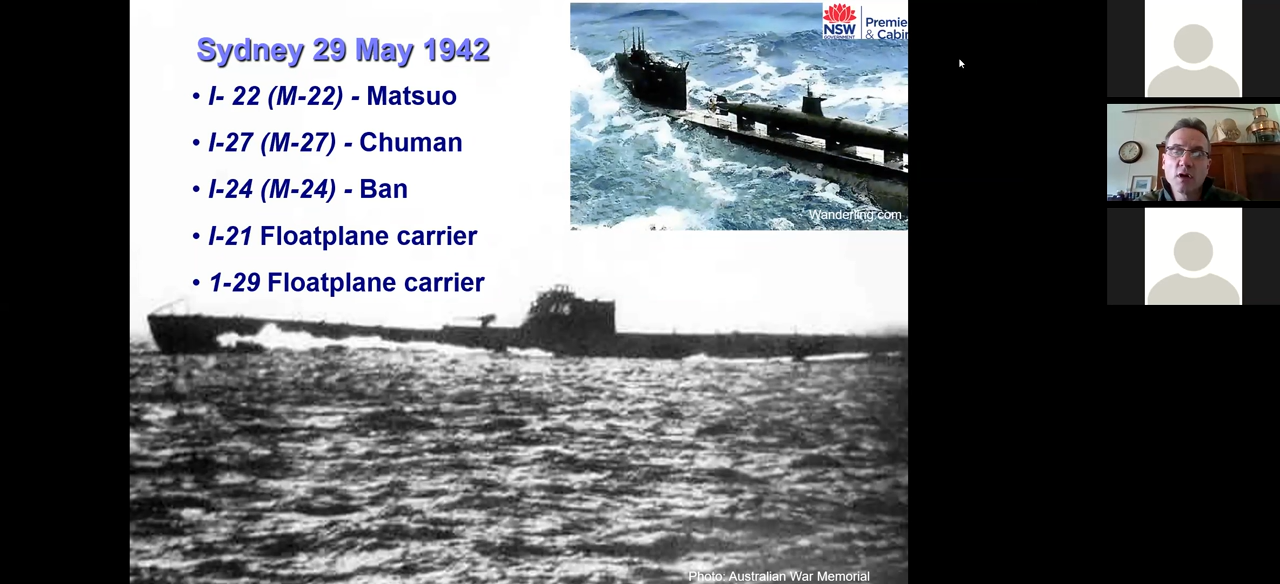 Sydney 29 May 1942
• I- 22 (M-22) - Matsuo
• I-27 (M-27) - Chuman
• I-24 (M-24) - Ban
• I-21 Floatplane carrier
• 1-29 Floatplane carrier
NSW
GOVERNMENT
Premie
& Cabin
Wanderling.com
Photo: Australian War Memorial